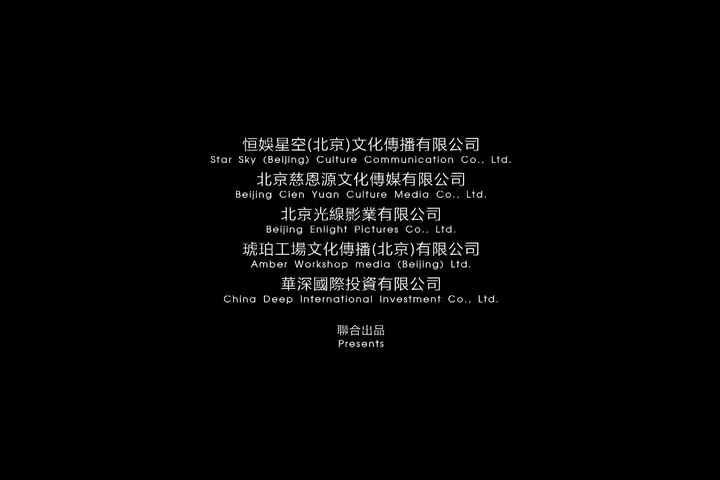 恒娛星空(北京)文化傳播有限公司
Star Sky (Beijing) Culture Communication Co., Ltd.
北京慈恩源文化傳媒有限公司
Beijing Cien Yuan Culture Media Co., Ltd.
北京光線影業有限公司
Beijing Enlight Pictures Co., Ltd.
琥珀工場文化傳播(北京)有限公司
Amber Workshop media (Beijing) Ltd.
華深國際投資有限公司
China Deep International Investment Co., Ltd.
聯合出品
Presents